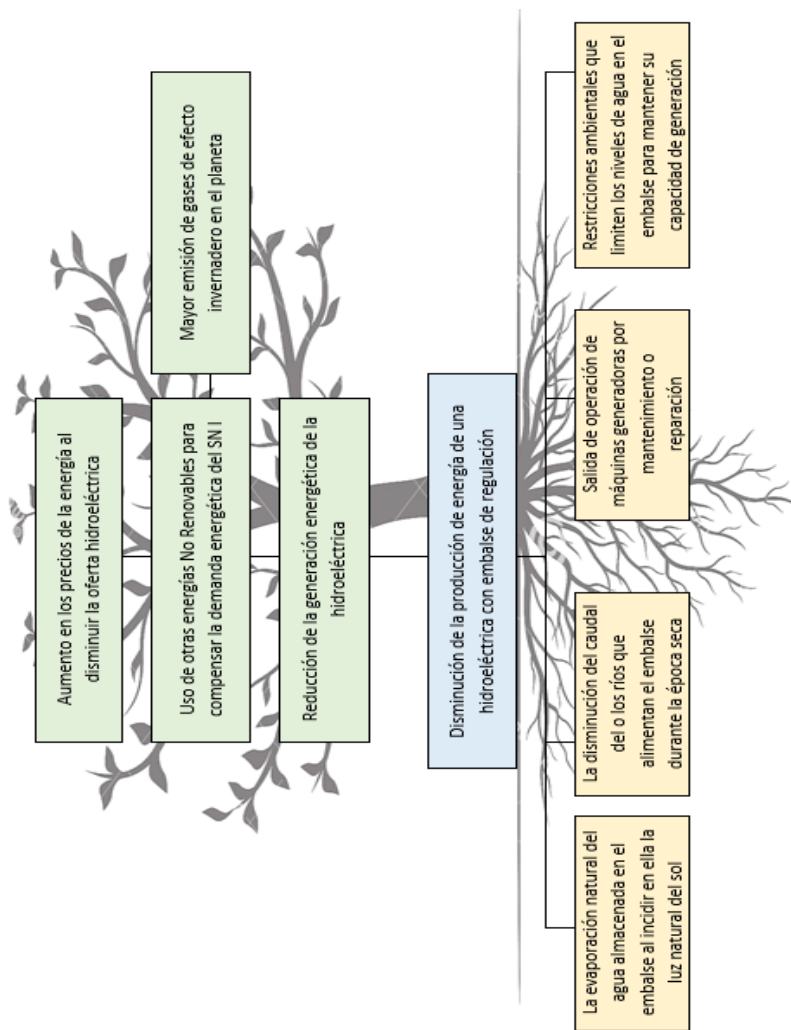 Aumento en los precios de la energía al
disminuir la oferta hidroeléctrica
Uso de otras energías No Renovables para
compensar la demanda energética del SN I
Mayor emisión de gases de efecto
invernadero en el planeta
Reducción de la generación energética de la
hidroeléctrica
Disminución de la producción de energía de una
hidroeléctrica con embalse de regulación
La evaporación natural del
agua almacenada en el
embalse al incidir en ella la
luz natural del sol
La disminución del caudal
del o los ríos que
alimentan el embalse
durante la época seca
Salida de operación de
máquinas generadoras por
mantenimiento o
reparación
Restricciones ambientales que
limiten los niveles de agua en el
embalse para mantener su
capacidad de generación